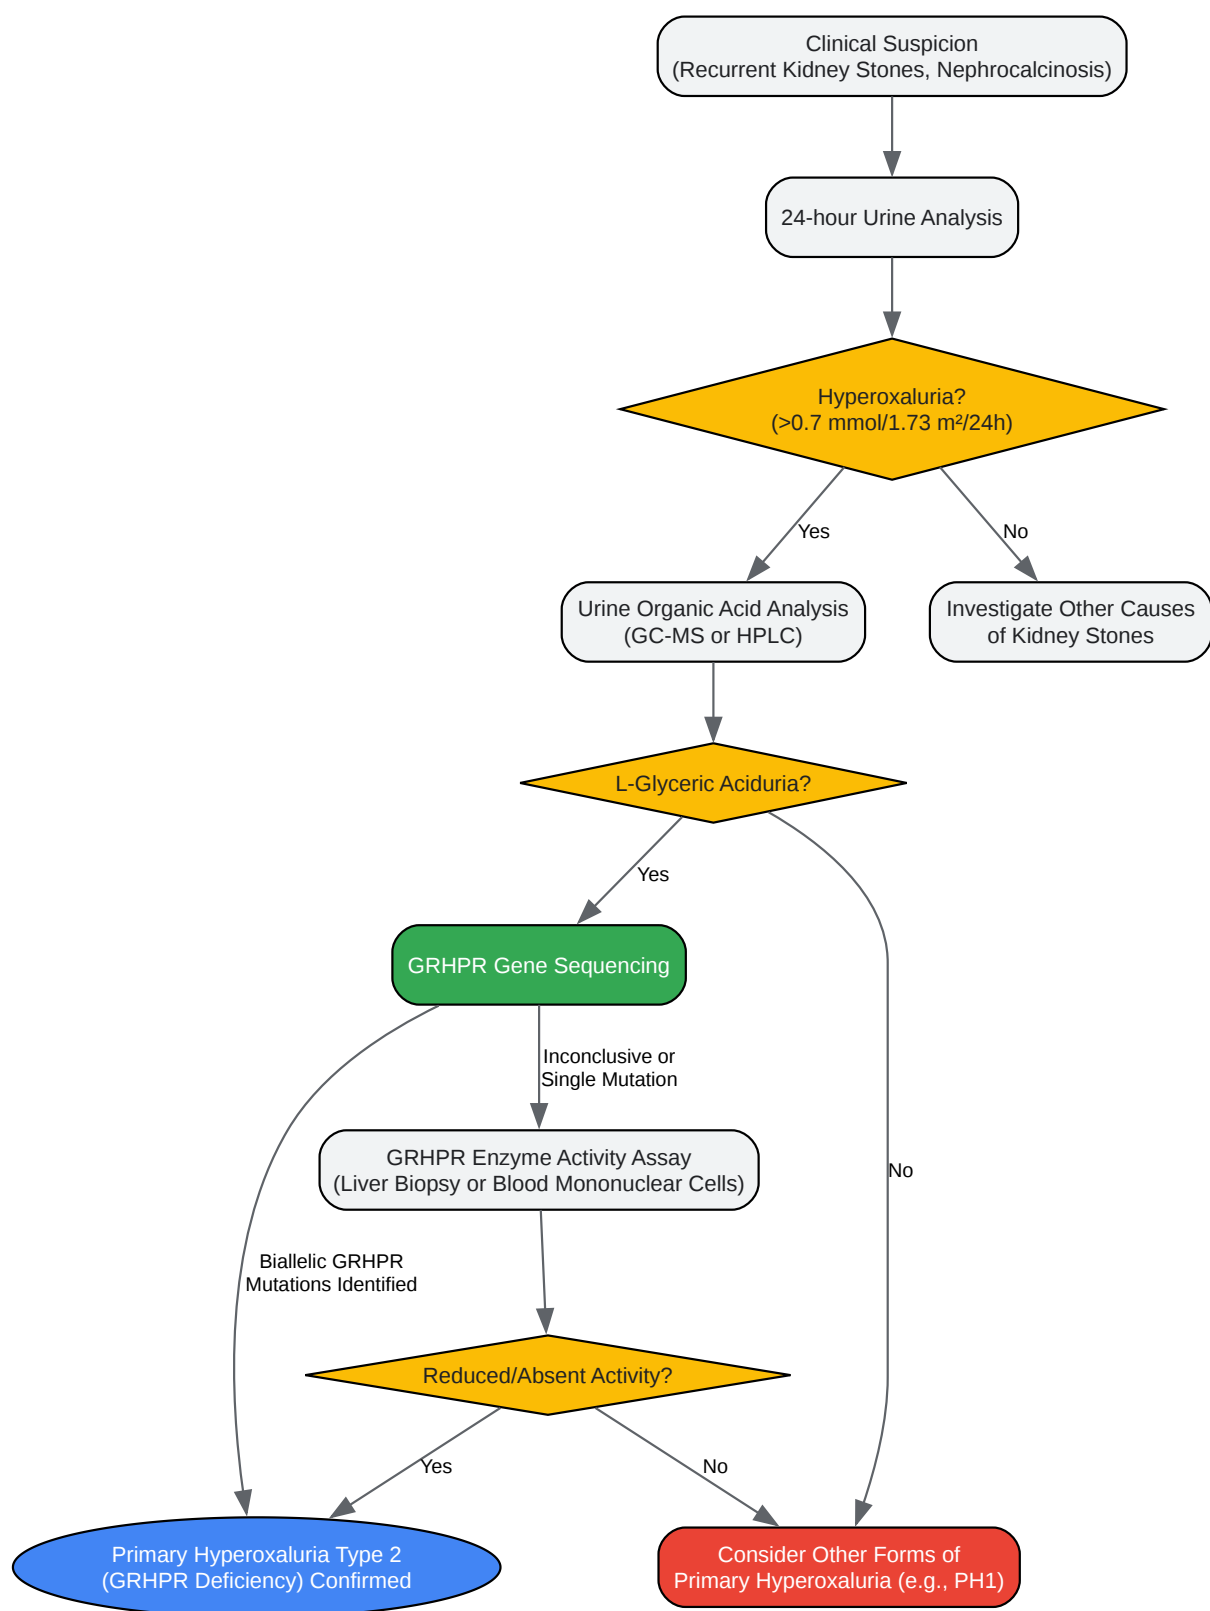 Clinical Suspicion
(Recurrent Kidney Stones, Nephrocalcinosis)
24-hour Urine Analysis
Hyperoxaluria?
(>0.7 mmol/1.73 m²/24h)
Yes
No
Urine Organic Acid Analysis
(GC-MS or HPLC)
Investigate Other Causes
of Kidney Stones
L-Glyceric Aciduria?
Yes
GRHPR Gene Sequencing
Inconclusive or
Single Mutation
GRHPR Enzyme Activity Assay
(Liver Biopsy or Blood Mononuclear Cells)
No
Biallelic GRHPR
Mutations Identified
Reduced/Absent Activity?
Yes
No
Primary Hyperoxaluria Type 2
(GRHPR Deficiency) Confirmed
Consider Other Forms of
Primary Hyperoxaluria (e.g., PH1)